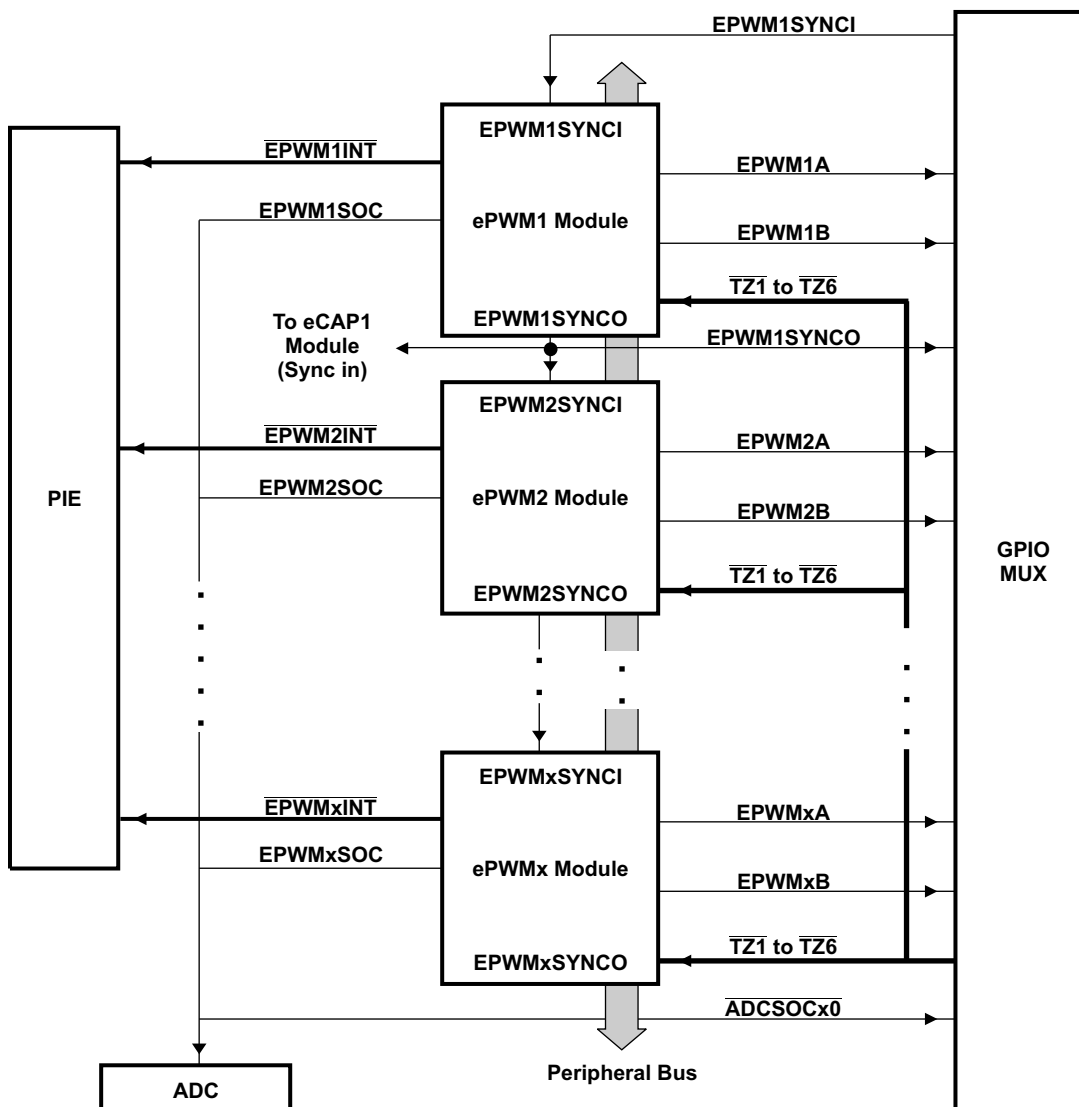 EPWM1SYNCI
EPWM1SYNCI
EPWM1INT
EPWM1A
EPWM1SOC
ePWM1 Module
EPWM1B
TZ1 to TZ6
EPWM1SYNCO
To eCAP1
Module
(Sync in)
EPWM1SYNCO
EPWM2SYNCI
EPWM2INT
EPWM2A
PIE
EPWM2SOC
ePWM2 Module
EPWM2B
GPIO
MUX
TZ1 to TZ6
EPWM2SYNCO
EPWMxSYNCI
EPWMxINT
EPWMxA
EPWMxSOC
ePWMx Module
EPWMxB
TZ1 to TZ6
EPWMxSYNCO
ADCSOCx0
Peripheral Bus
ADC